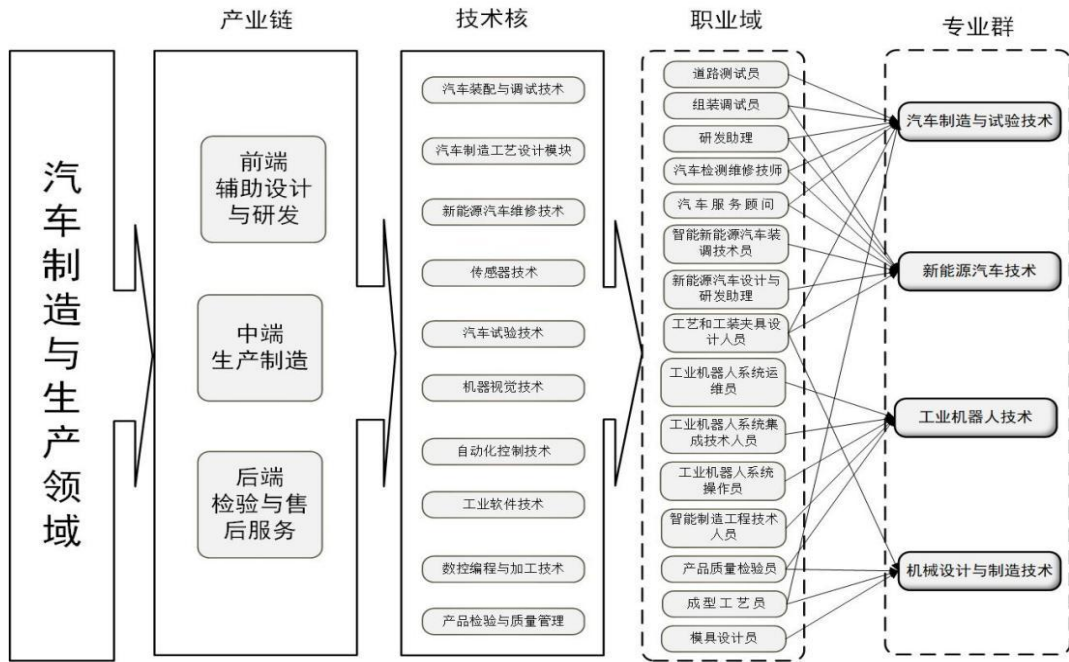 产业链
技术核
职业域
专业群
汽车制造与生产领域
前端
辅助设计
与研发
中端
生产制造
后端
检验与售
后服务
汽车装配与调试技术
汽车制造工艺设计模块
新能源汽车维修技术
传感器技术
汽车试验技术
机器视觉技术
自动化控制技术
工业软件技术
数控编程与加工技术
产品检验与质量管理
道路测试员
组装调试员
研发助理
汽车检测维修技师
汽车服务顾问
智能新能源汽车装
调技术员
新能源汽车设计与
研发助理
工艺和工装夹具设
计人员
工业机器人系统运
维员
工业机器人系统集
成技术人员
工业机器人系统
操作员
智能制造工程技术
人员
产品质量检验员
成型工艺员
模具设计员
汽车制造与试验技术
新能源汽车技术
工业机器人技术
机械设计与制造技术